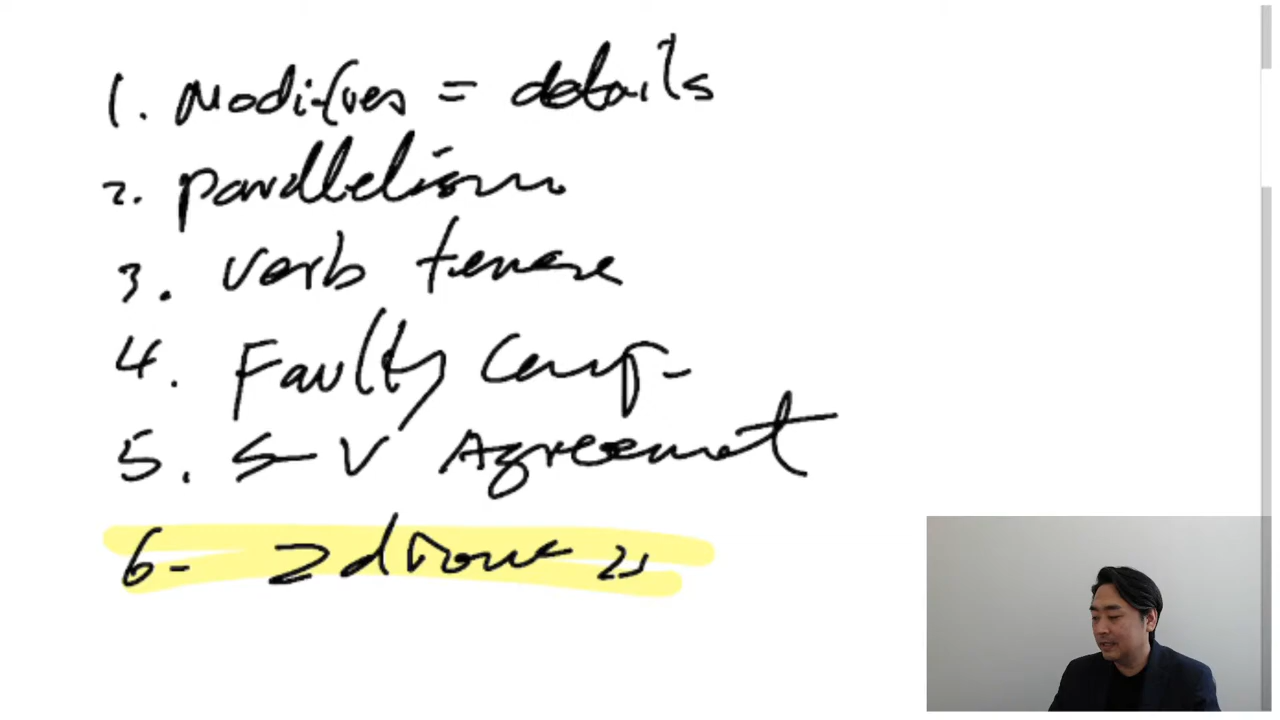 1. Modifiers = details
2. parallelism
3. verb tense
4. Faulty Comp.
5. S-V Agreement
6.